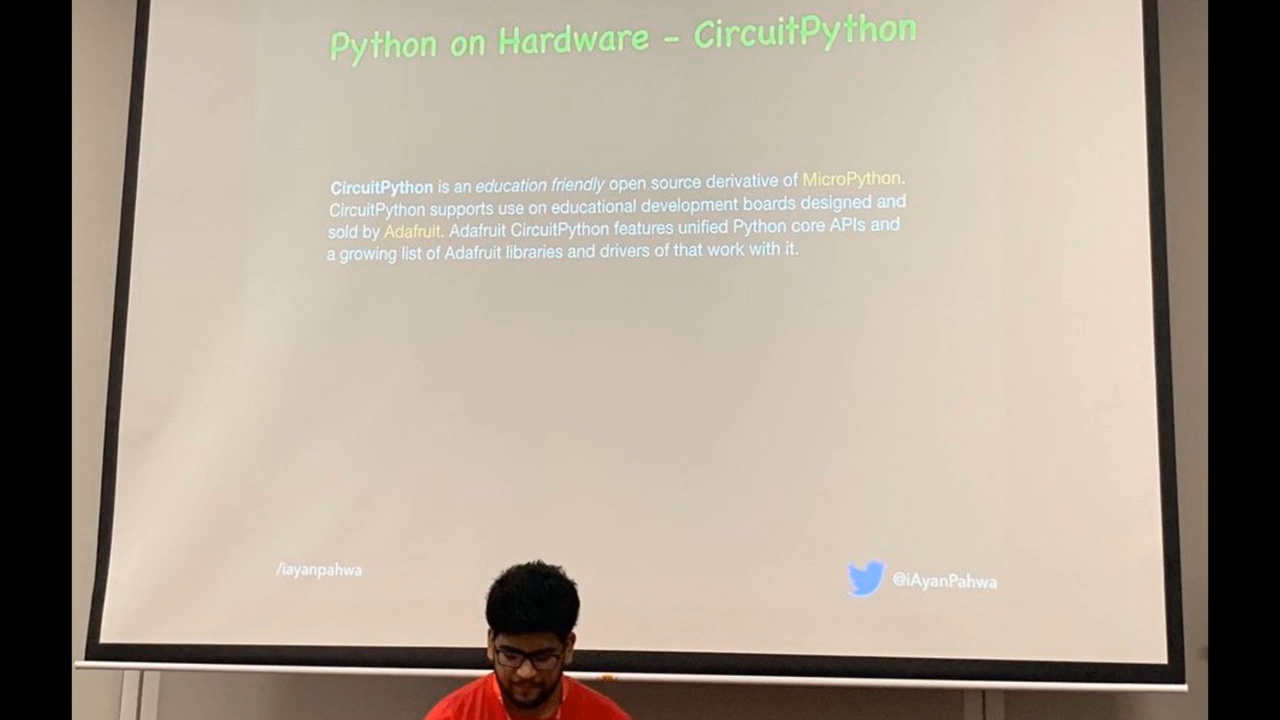 Python on Hardware - CircuitPython
CircuitPython is an education friendly open source derivative of MicroPython.
CircuitPython supports use on educational development boards designed and
sold by Adafruit. Adafruit CircuitPython features unified Python core APIs and
a growing list of Adafruit libraries and drivers of that work with it.
/iayanpahwa
@iAyanPahwa